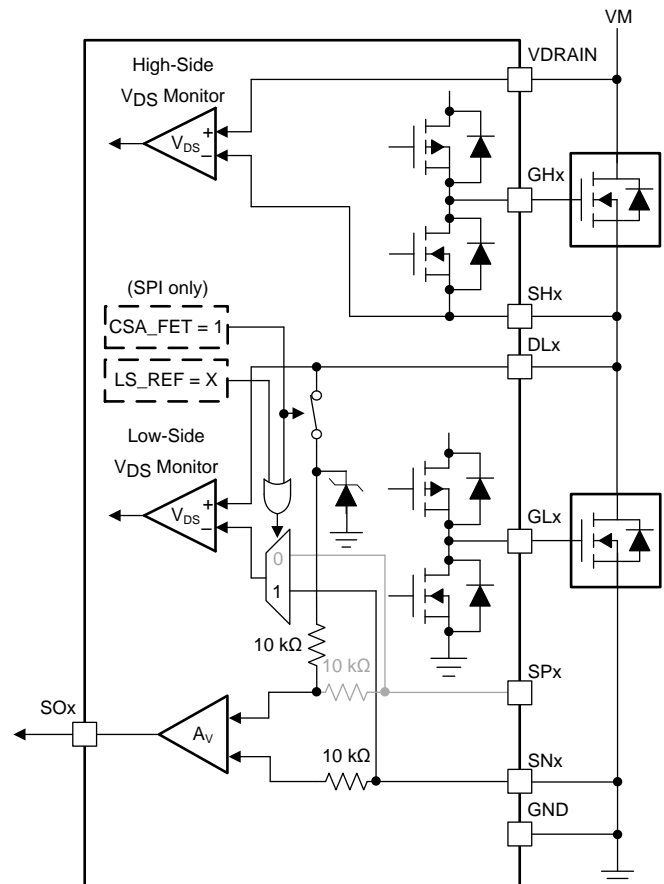 VM
VDRAIN
High-Side
VDS Monitor
+
VDS
−
GHx
SHx
(SPI only)
CSA_FET = 1
DLx
LS_REF = X
Low-Side
VDS Monitor
+
VDS
−
GLx
0
1
10 kΩ
10 kΩ
SPx
SOx
AV
10 kΩ
SNx
GND